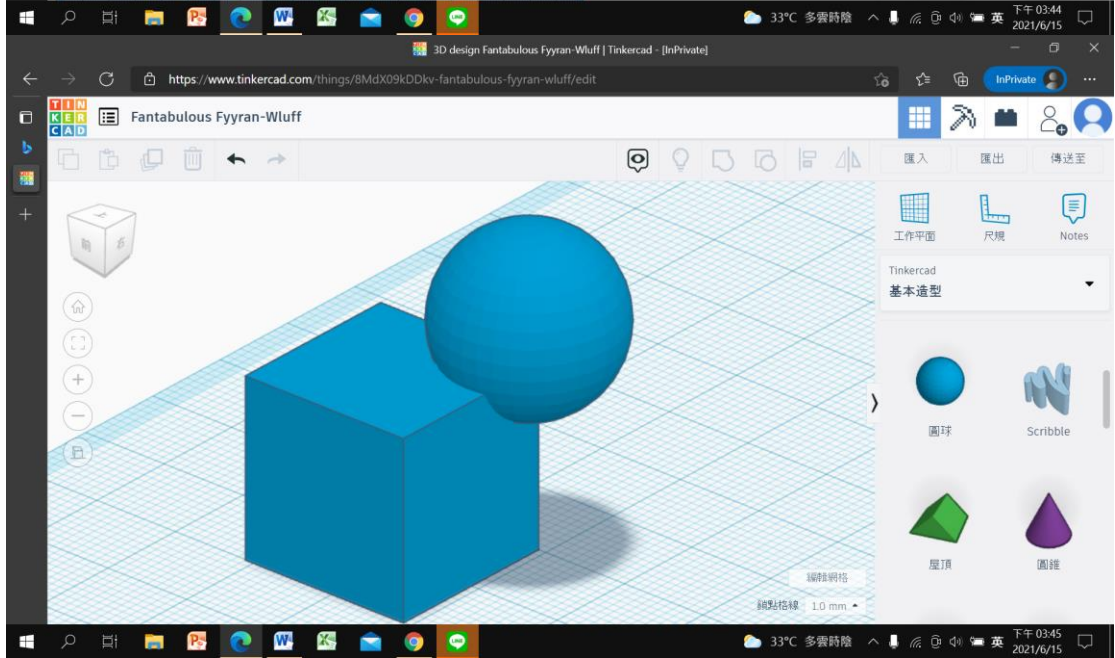 33°C 多雲時陰
英
下午 03:44
2021/6/15
3D design Fantabulous Fyyran-Wluff | Tinkercad - [InPrivate]
https://www.tinkercad.com/things/8MdX09kDDkv-fantabulous-fyyran-wluff/edit
InPrivate
TIN
KER
CAD
Fantabulous Fyyran-Wluff
匯入
匯出
傳送至
上
前
右
工作平面
尺規
Notes
Tinkercad
基本造型
圓球
Scribble
屋頂
圓錐
編輯網格
鎖點格線
1.0 mm
33°C 多雲時陰
英
下午 03:45
2021/6/15